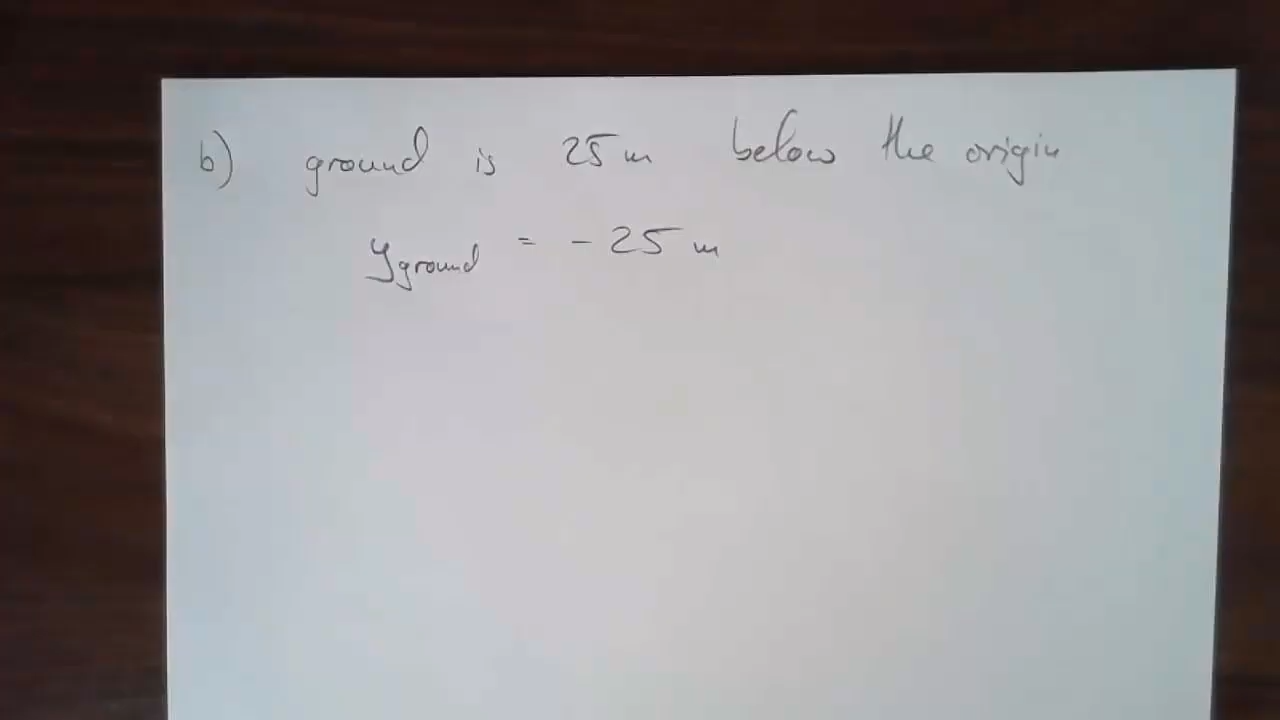 b) ground is 25 m below the origin
y_ground = - 25 m